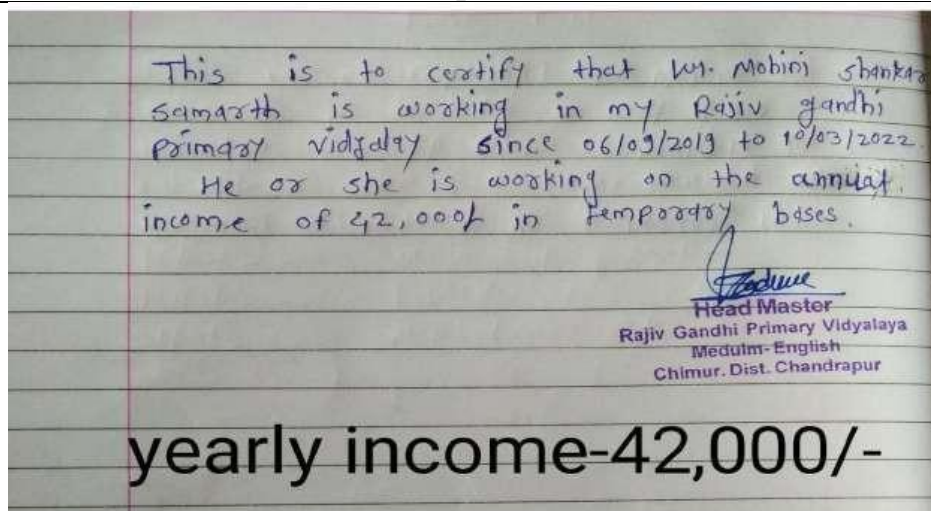 This is to certify that Ku. Mohini shankar
samarth is working in my Rajiv gandhi
primary vidyalay since 06/09/2019 to 10/03/2022.
He or she is working on the annual
income of 42,000/- in temporary bases.
Head Master
Rajiv Gandhi Primary Vidyalaya
Meduim-English
Chimur. Dist. Chandrapur
yearly income-42,000/-